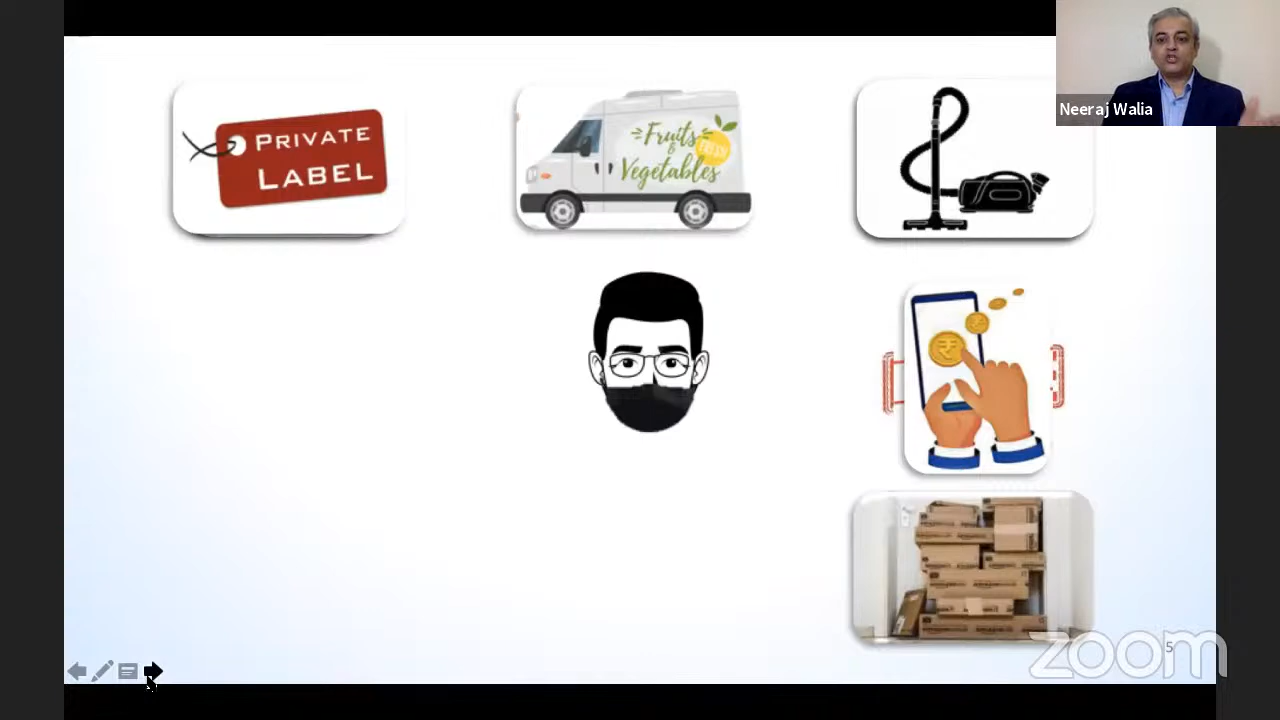 Neeraj Walia
PRIVATE
LABEL
Fruits
&
Vegetables
₹
₹
zoom
5